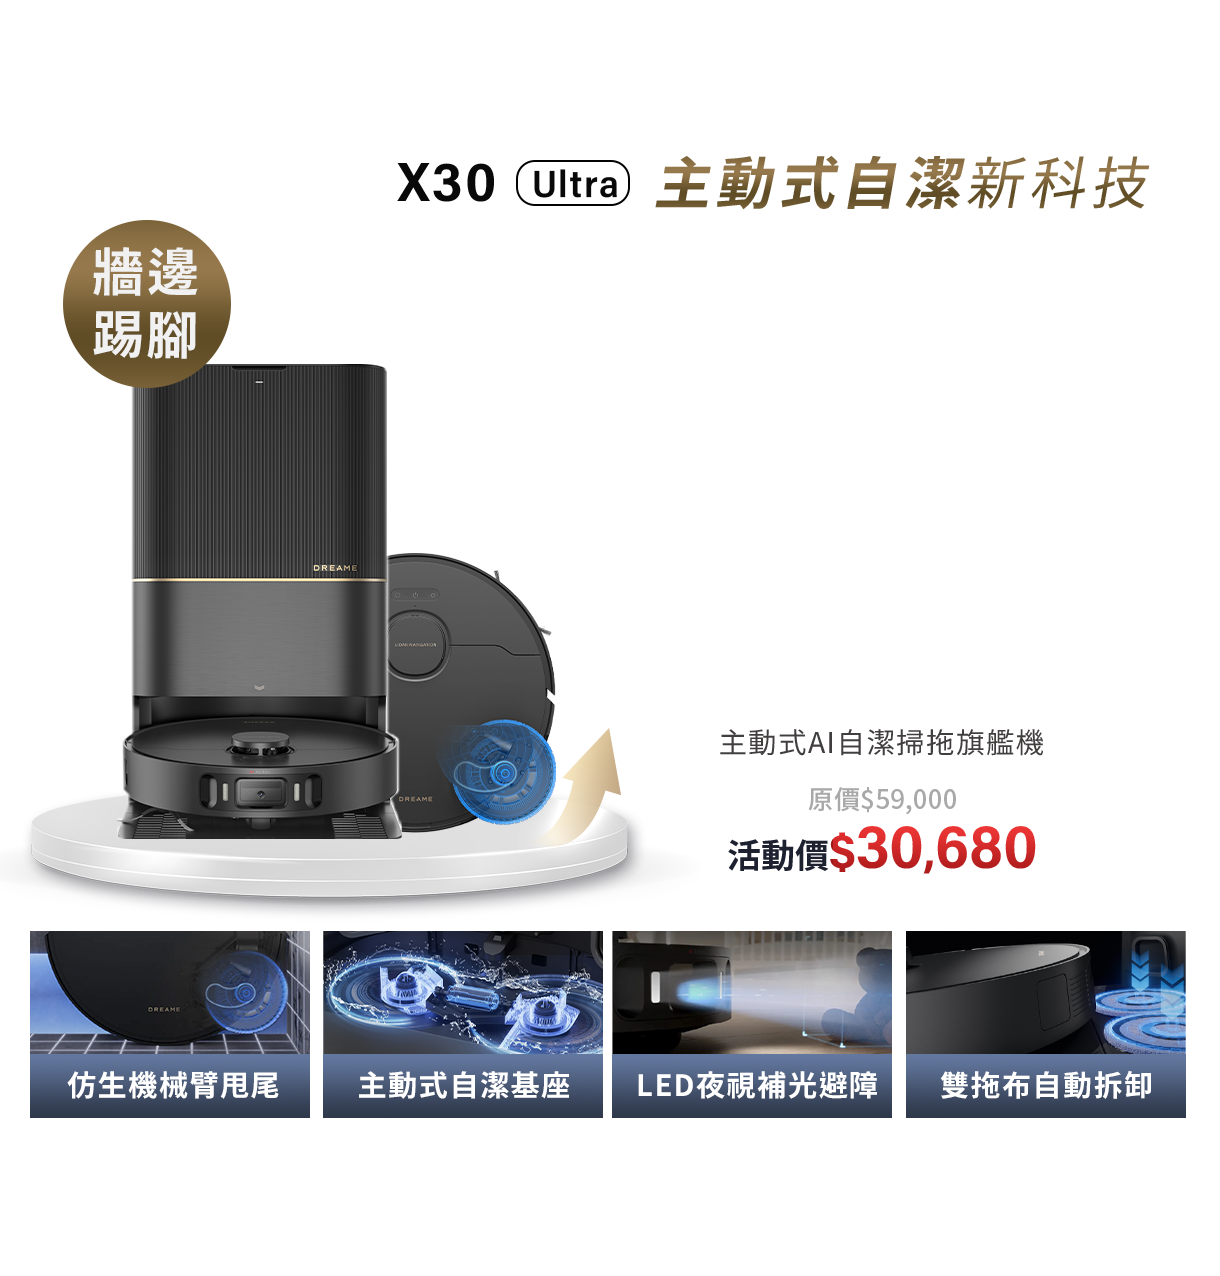 X30 Ultra 主動式自潔新科技
牆邊
踢腳
DREAME
DREAME
主動式AI自潔掃拖旗艦機
原價$59,000
活動價$30,680
DREAME
仿生機械臂甩尾
主動式自潔基座
LED夜視補光避障
雙拖布自動拆卸